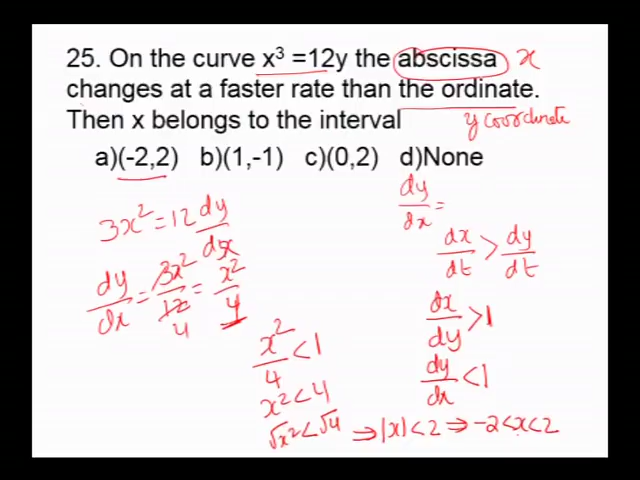 25. On the curve x³ =12y the abscissa x
changes at a faster rate than the ordinate.
Then x belongs to the interval y coordinate
a)(-2,2) b)(1,-1) c)(0,2) d)None
3x² = 12 dy/dx
dy/dx = 3x²/12 = x²/4
4
x²/4 < 1
x² < 4
√x² < √4 ⇒ |x| < 2 ⇒ -2 < x < 2
dy/dx =
dx/dt > dy/dt
dx/dy > 1
dy/dx < 1